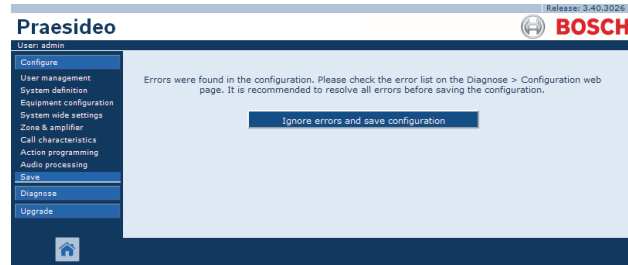 Release: 3.40.3026
Praesideo
BOSCH
User: admin
Configure
User management
System definition
Equipment configuration
System wide settings
Zone & amplifier
Call characteristics
Action programming
Audio processing
Save
Diagnose
Upgrade
Errors were found in the configuration. Please check the error list on the Diagnose > Configuration web
page. It is recommended to resolve all errors before saving the configuration.
Ignore errors and save configuration